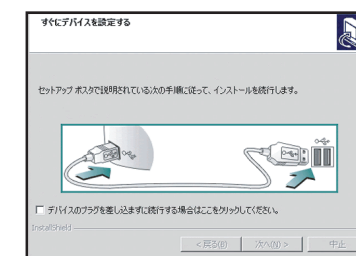 すぐにデバイスを設定する
セットアップ ポスタで説明されている次の手順に従って、インストールを続行します。
デバイスのプラグを差し込まずに続行する場合はここをクリックしてください。
InstallShield
< 戻る(B)
次へ(N) >
中止